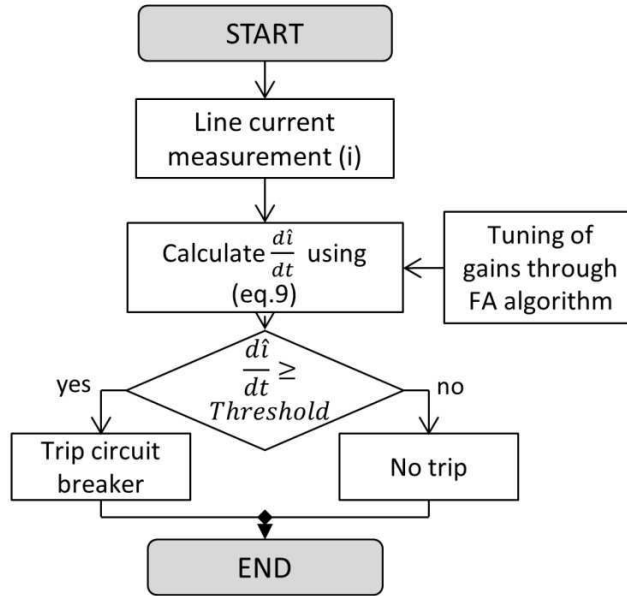 START
Line current
measurement (i)
Calculate dî/dt using
(eq.9)
Tuning of
gains through
FA algorithm
dî/dt ≥
Threshold
yes
no
Trip circuit
breaker
No trip
END